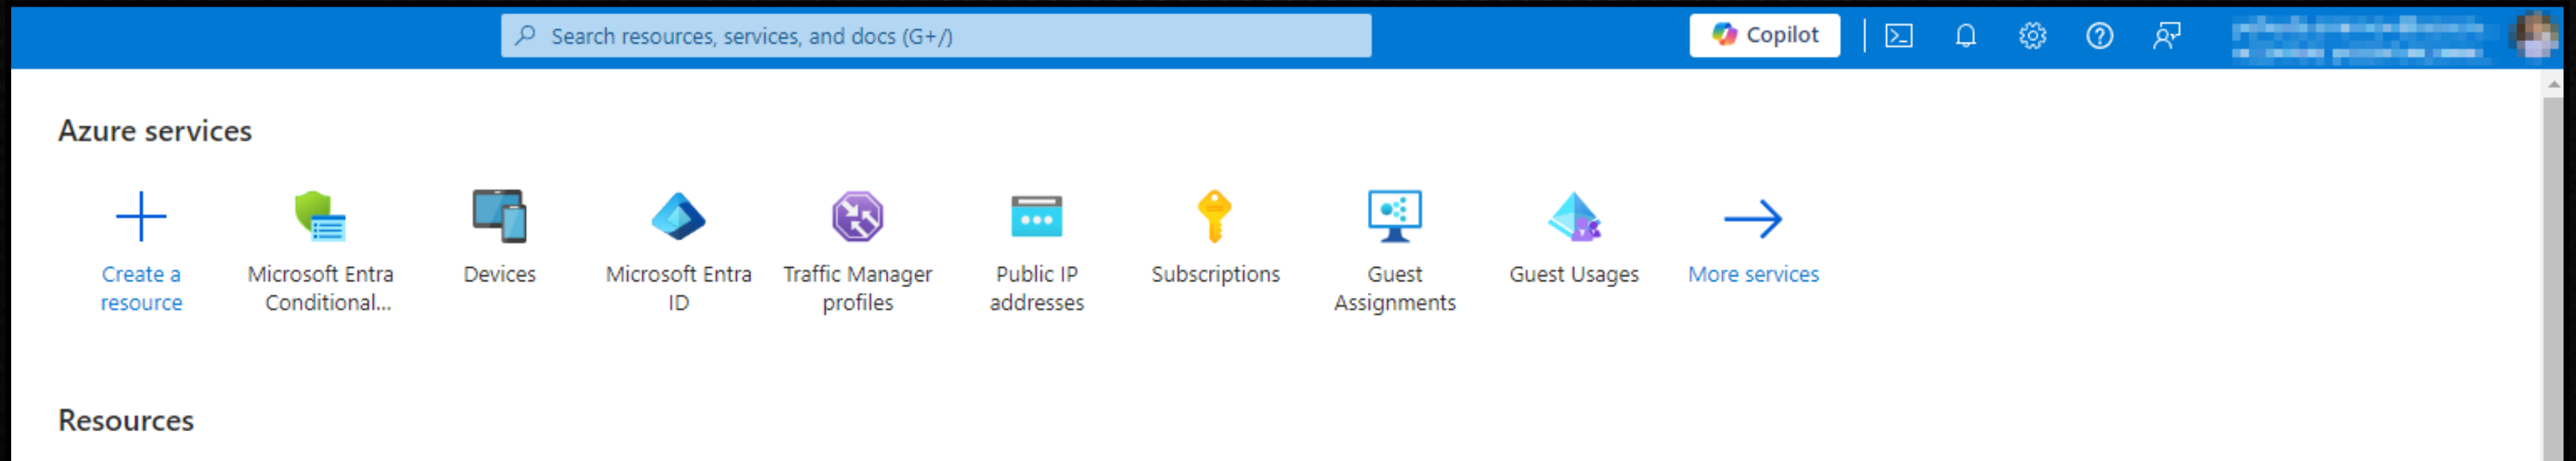 Search resources, services, and docs (G+/)
Copilot
Azure services
Create a
resource
Microsoft Entra
Conditional...
Devices
Microsoft Entra
ID
Traffic Manager
profiles
Public IP
addresses
Subscriptions
Guest
Assignments
Guest Usages
More services
Resources